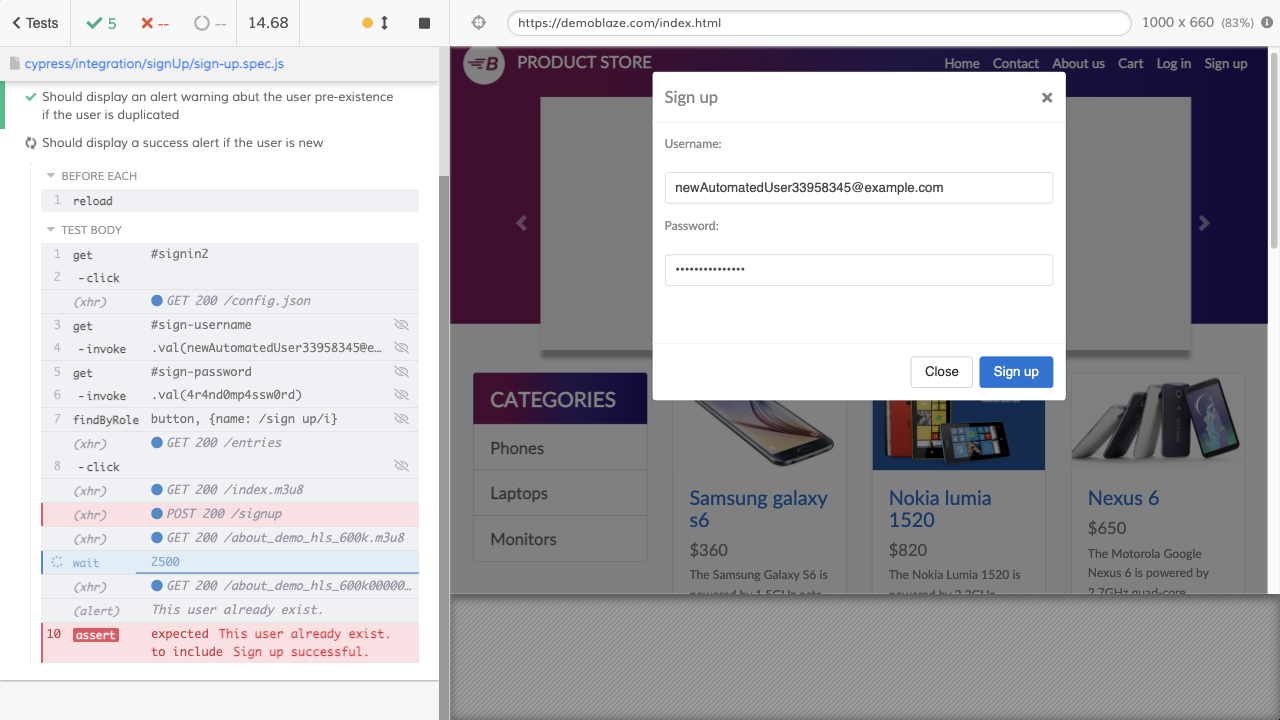 Tests
5
--
--
14.68
https://demoblaze.com/index.html
1000 x 660 (83%)
cypress/integration/signUp/sign-up.spec.js
Should display an alert warning abut the user pre-existence
if the user is duplicated
Should display a success alert if the user is new
BEFORE EACH
1 reload
TEST BODY
1 get #signin2
2 -click
(xhr) GET 200 /config.json
3 get #sign-username
4 -invoke .val(newAutomatedUser33958345@e...
5 get #sign-password
6 -invoke .val(4r4nd0mp4ssw0rd)
7 findByRole button, {name: /sign up/i}
(xhr) GET 200 /entries
8 -click
(xhr) GET 200 /index.m3u8
(xhr) POST 200 /signup
(xhr) GET 200 /about_demo_hls_600k.m3u8
wait 2500
(xhr) GET 200 /about_demo_hls_600k00000...
(alert) This user already exist.
10 assert expected This user already exist.
to include Sign up successful.
PRODUCT STORE
Home Contact About us Cart Log in Sign up
Sign up
×
Username:
newAutomatedUser33958345@example.com
Password:
•••••••••••••••
Close Sign up
CATEGORIES
Phones
Laptops
Monitors
Samsung galaxy
s6
$360
The Samsung Galaxy S6 is
powered by 1.5GHz octa-
Nokia lumia
1520
$820
The Nokia Lumia 1520 is
powered by 2.2GHz
Nexus 6
$650
The Motorola Google
Nexus 6 is powered by
2.7GHz quad-core